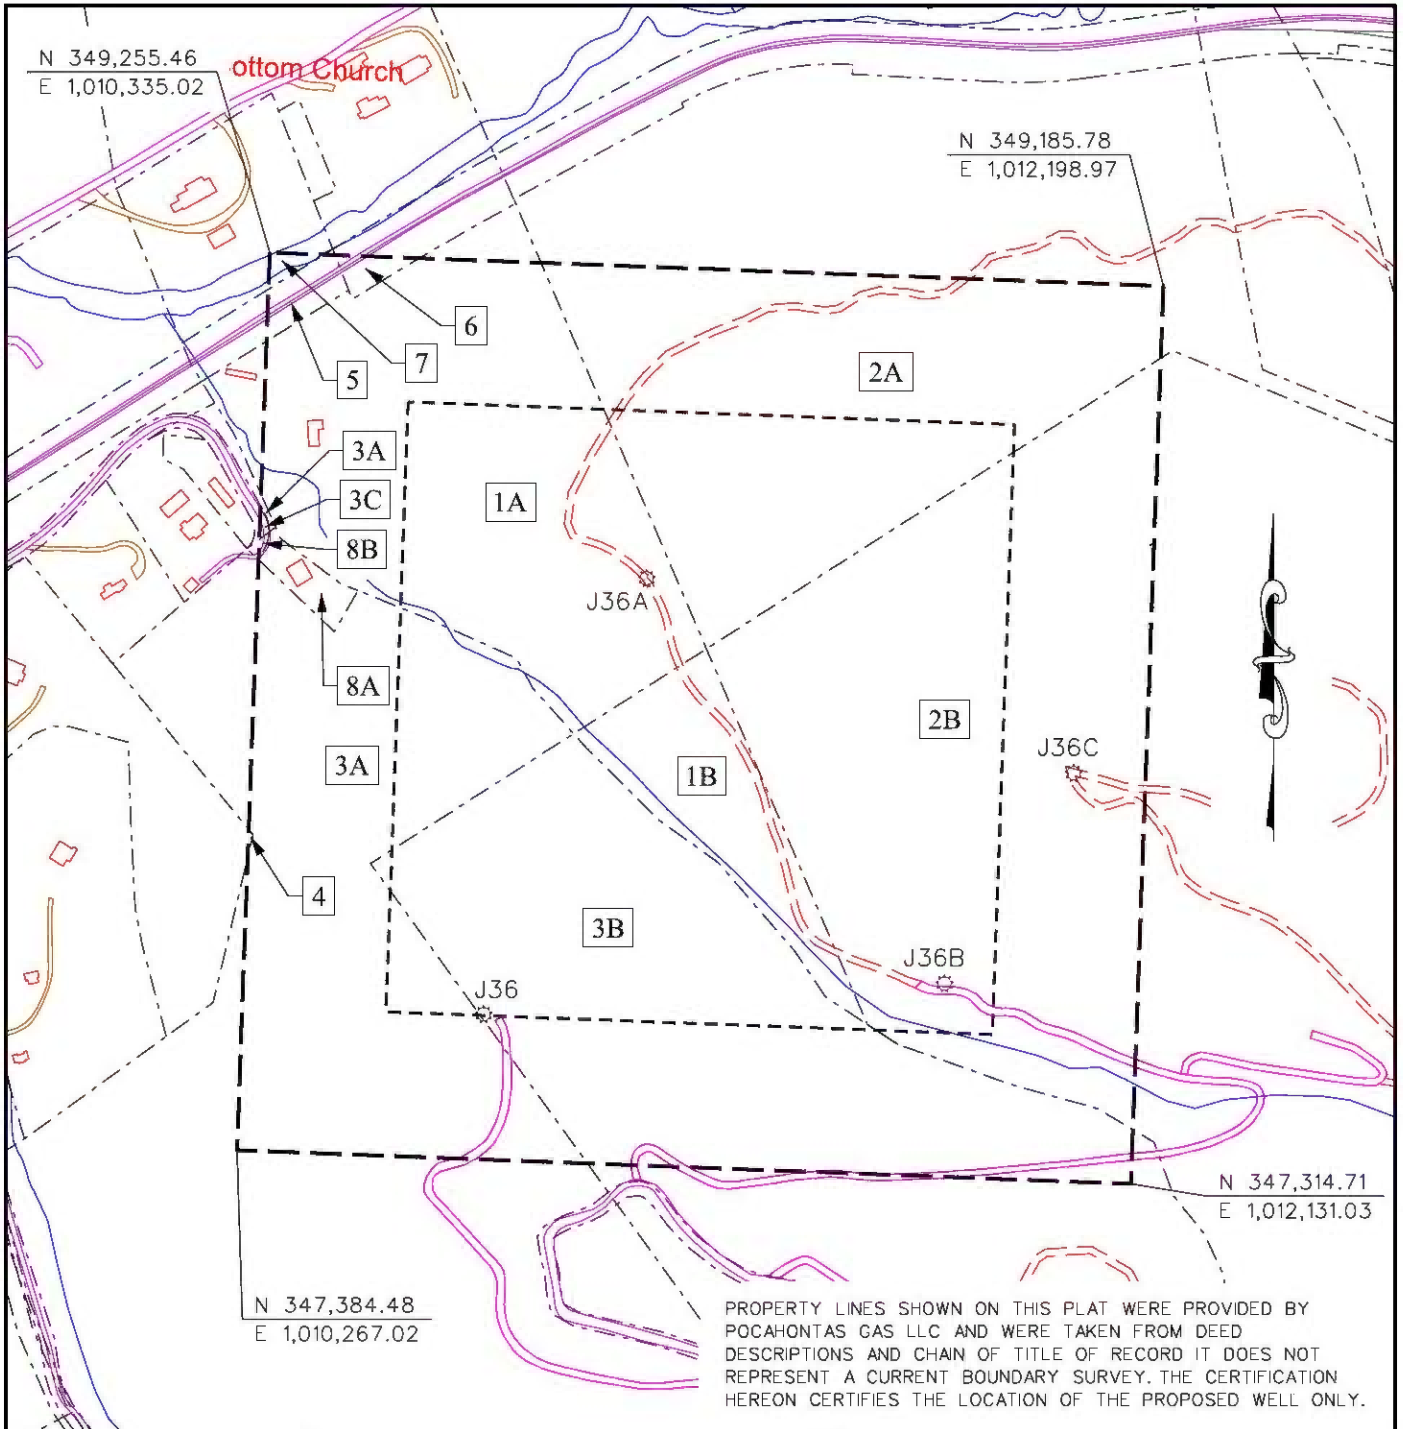 N 349,255.46
E 1,010,335.02
ottom Church
N 349,185.78
E 1,012,198.97
6
7
5
2A
3A
1A
3C
8B
J36A
8A
2B
3A
1B
J36C
4
3B
J36B
J36
N 347,314.71
E 1,012,131.03
N 347,384.48
E 1,010,267.02
PROPERTY LINES SHOWN ON THIS PLAT WERE PROVIDED BY
POCAHONTAS GAS LLC AND WERE TAKEN FROM DEED
DESCRIPTIONS AND CHAIN OF TITLE OF RECORD IT DOES NOT
REPRESENT A CURRENT BOUNDARY SURVEY. THE CERTIFICATION
HEREON CERTIFIES THE LOCATION OF THE PROPOSED WELL ONLY.